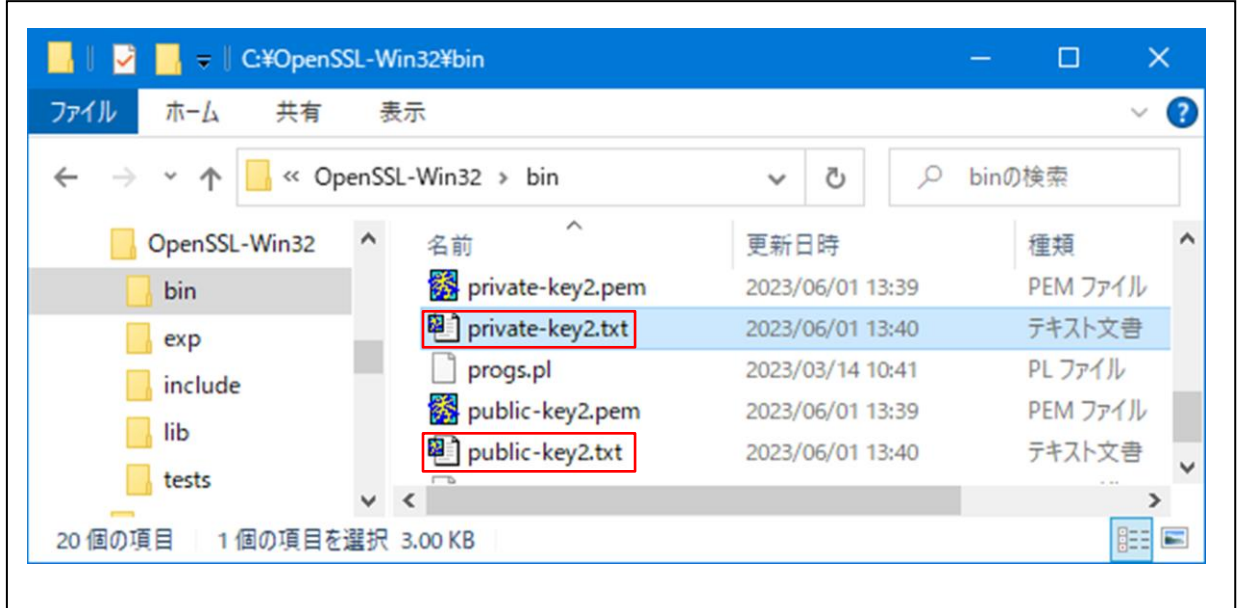 C:¥OpenSSL-Win32¥bin
ファイル ホーム 共有 表示
« OpenSSL-Win32 › bin binの検索
OpenSSL-Win32
bin
exp
include
lib
tests
名前 更新日時 種類
private-key2.pem 2023/06/01 13:39 PEM ファイル
private-key2.txt 2023/06/01 13:40 テキスト文書
progs.pl 2023/03/14 10:41 PL ファイル
public-key2.pem 2023/06/01 13:39 PEM ファイル
public-key2.txt 2023/06/01 13:40 テキスト文書
20 個の項目 1 個の項目を選択 3.00 KB